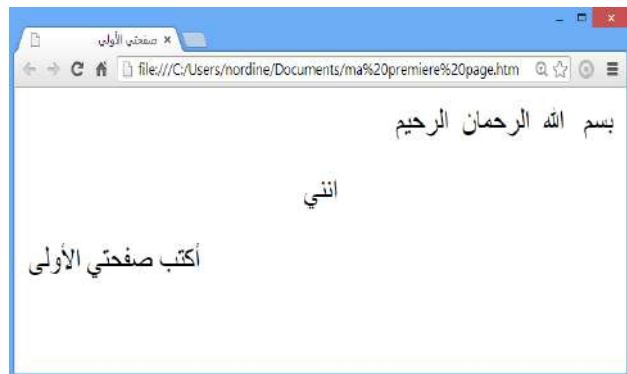 صفحتي الأولى
file:///C:/Users/nordine/Documents/ma%20premiere%20page.htm
بسم الله الرحمان الرحيم
انني
أكتب صفحتي الأولى